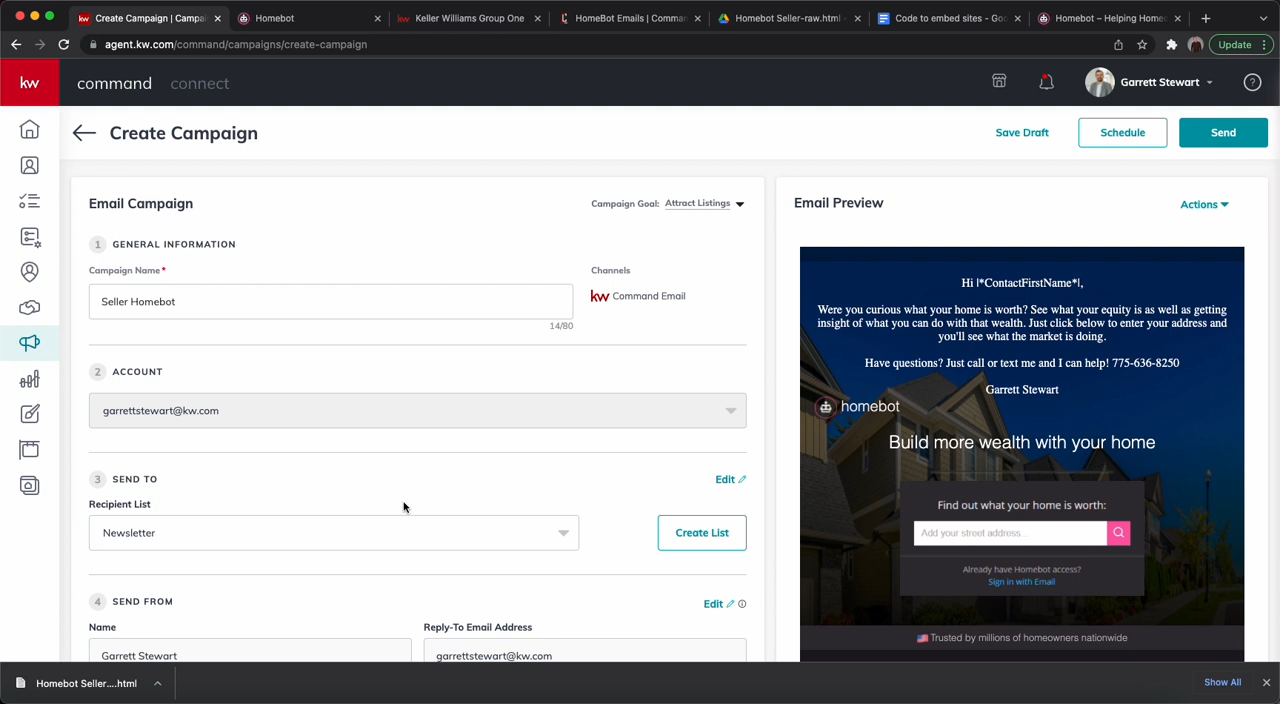 kw Create Campaign | Campai
Homebot
kw Keller Williams Group One
HomeBot Emails | Comman
Homebot Seller-raw.html -
Code to embed sites - Goo
Homebot – Helping Homeo
agent.kw.com/command/campaigns/create-campaign
Update
kw
command connect
Garrett Stewart
Create Campaign
Save Draft
Schedule
Send
Email Campaign
Campaign Goal: Attract Listings
1 GENERAL INFORMATION
Campaign Name*
Channels
Seller Homebot
kw Command Email
14/80
2 ACCOUNT
garrettstewart@kw.com
3 SEND TO
Edit
Recipient List
Newsletter
Create List
4 SEND FROM
Edit
Name
Reply-To Email Address
Garrett Stewart
garrettstewart@kw.com
Email Preview
Actions
Hi |*ContactFirstName*|,
Were you curious what your home is worth? See what your equity is as well as getting
insight of what you can do with that wealth. Just click below to enter your address and
you'll see what the market is doing.
Have questions? Just call or text me and I can help! 775-636-8250
Garrett Stewart
homebot
Build more wealth with your home
Find out what your home is worth:
Add your street address...
Already have Homebot access?
Sign in with Email
Trusted by millions of homeowners nationwide
Homebot Seller....html
Show All